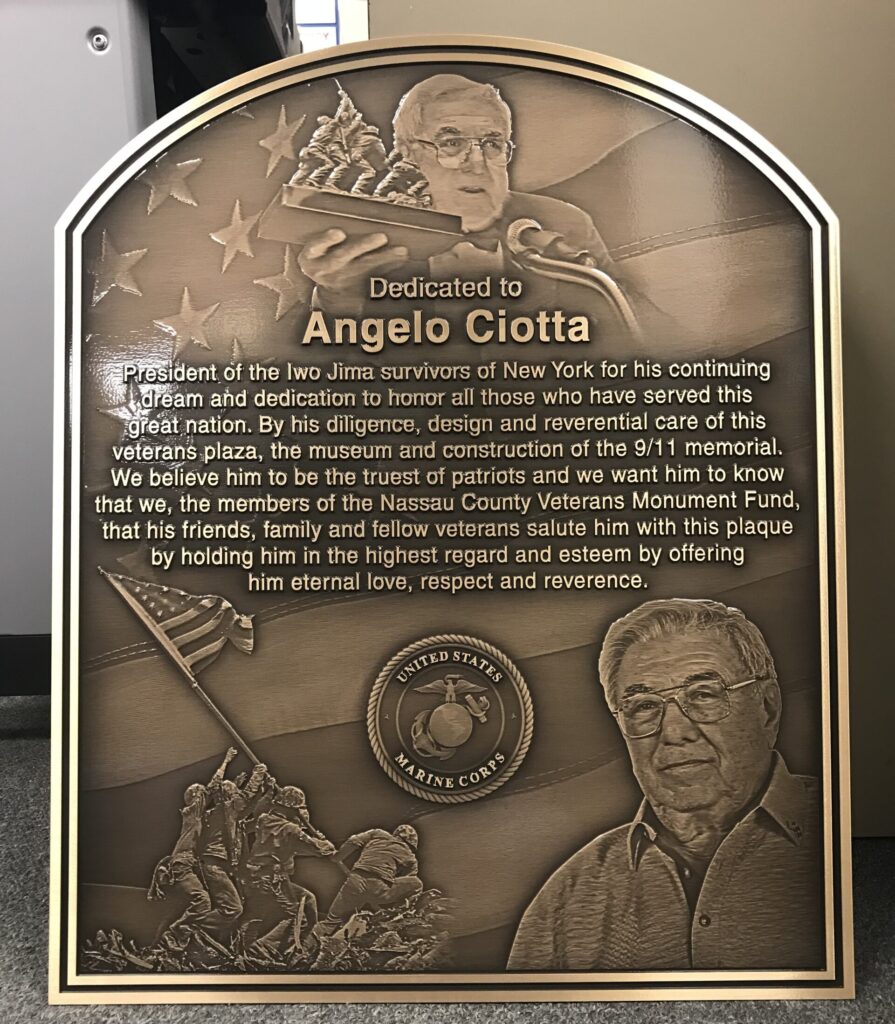 Dedicated to
Angelo Ciotta
President of the Iwo Jima survivors of New York for his continuing
dream and dedication to honor all those who have served this
great nation. By his diligence, design and reverential care of this
veterans plaza, the museum and construction of the 9/11 memorial.
We believe him to be the truest of patriots and we want him to know
that we, the members of the Nassau County Veterans Monument Fund,
that his friends, family and fellow veterans salute him with this plaque
by holding him in the highest regard and esteem by offering
him eternal love, respect and reverence.
UNITED STATES
MARINE CORPS